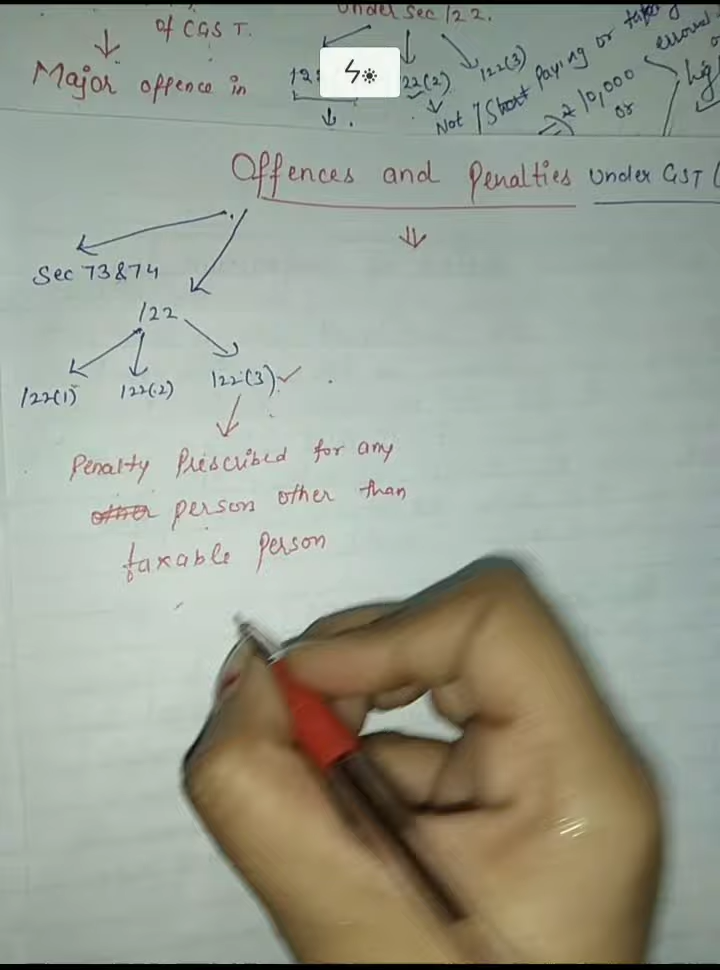 of CGST.
under sec 122.
Major offence in
122(2)
122(3)
Not / Short paying or
₹ 10,000
or
Offences and Penalties under GST (
Sec 73 & 74
122
122(1)
122(2)
122(3) ✓
Penalty Prescribed for any
other person other than
taxable person